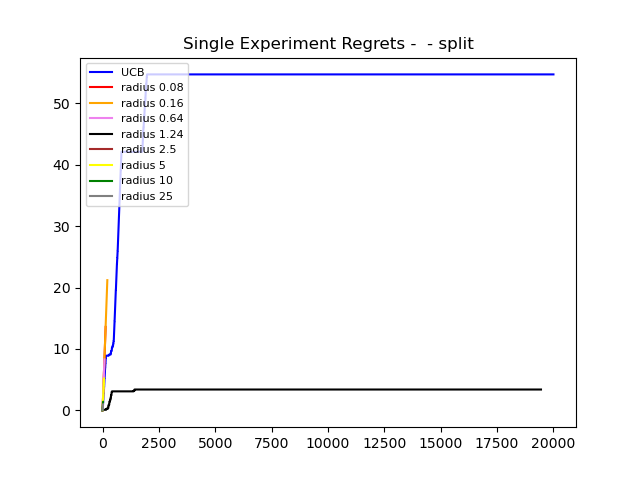 Single Experiment Regrets -  - split
UCB
radius 0.08
radius 0.16
radius 0.64
radius 1.24
radius 2.5
radius 5
radius 10
radius 25
50
40
30
20
10
0
0 2500 5000 7500 10000 12500 15000 17500 20000